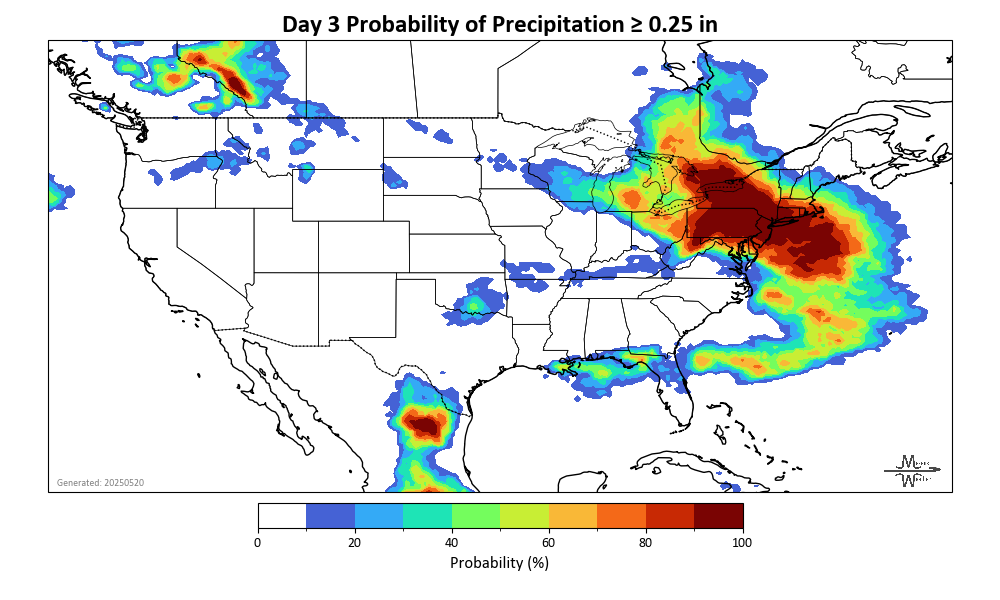 Day 3 Probability of Precipitation ≥ 0.25 in
Generated: 20250520
0 20 40 60 80 100
Probability (%)